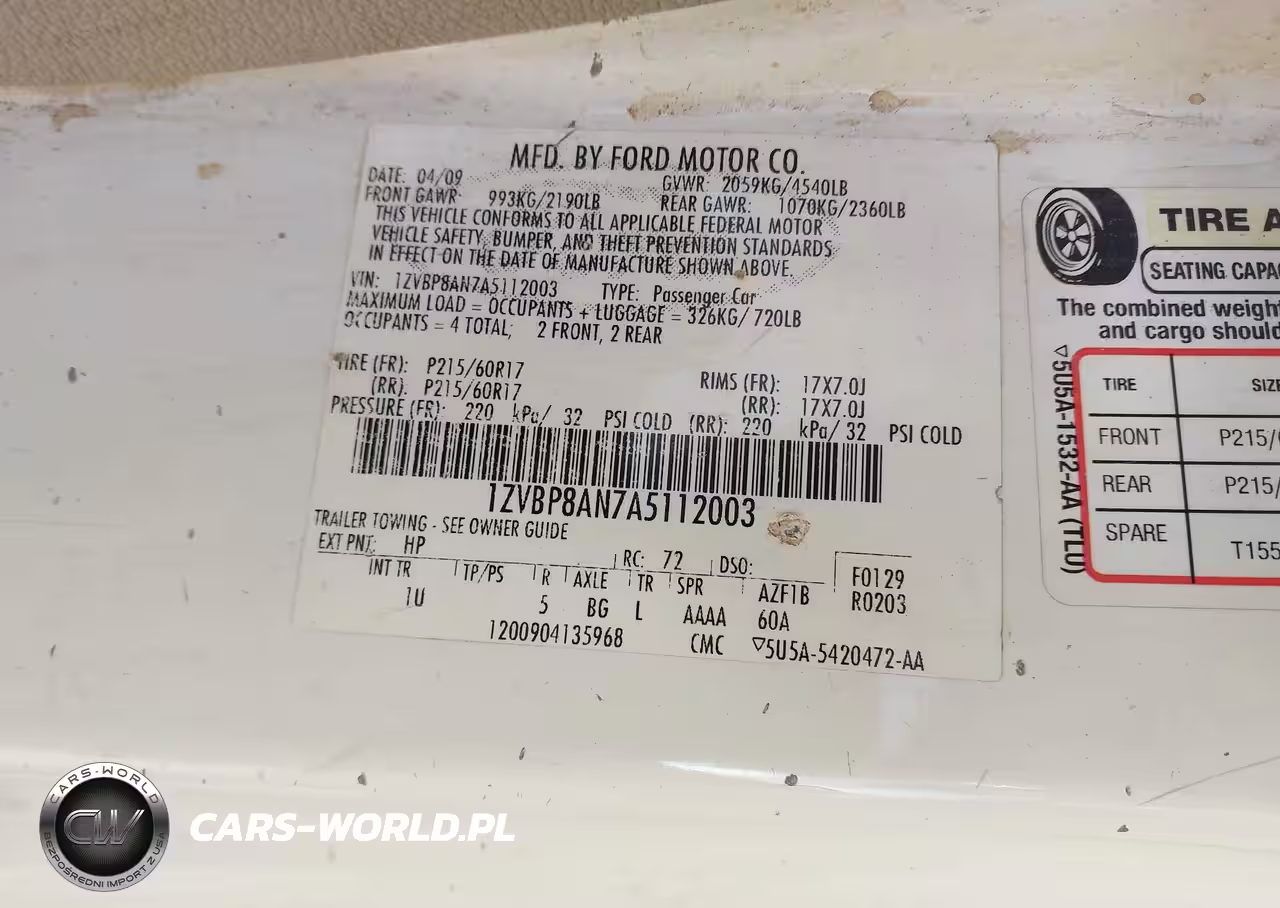 MFD. BY FORD MOTOR CO.
DATE: 04/09 GVWR: 2059KG/4540LB
FRONT GAWR: 993KG/2190LB REAR GAWR: 1070KG/2360LB
THIS VEHICLE CONFORMS TO ALL APPLICABLE FEDERAL MOTOR
VEHICLE SAFETY, BUMPER, AND THEFT PREVENTION STANDARDS
IN EFFECT ON THE DATE OF MANUFACTURE SHOWN ABOVE.
VIN: 1ZVBP8AN7A5112003 TYPE: Passenger Car
MAXIMUM LOAD = OCCUPANTS + LUGGAGE = 326KG/ 720LB
OCCUPANTS = 4 TOTAL; 2 FRONT, 2 REAR
TIRE (FR): P215/60R17 RIMS (FR): 17X7.0J
(RR): P215/60R17 (RR): 17X7.0J
PRESSURE (FR): 220 kPa/ 32 PSI COLD (RR): 220 kPa/ 32 PSI COLD
1ZVBP8AN7A5112003
TRAILER TOWING - SEE OWNER GUIDE
EXT PNT: HP RC: 72 DSO: F0129
INT TR TP/PS R AXLE TR SPR AZF1B R0203
1U 5 BG L AAAA 60A
1200904135968 CMC ▽5U5A-5420472-AA
TIRE A
SEATING CAPA
The combined weight
and cargo should
▽5U5A-1532-AA (TLU)
TIRE SIZE
FRONT P215/
REAR P215/
SPARE T155
CARS-WORLD
CW
BEZPOŚREDNI IMPORT Z USA
CARS-WORLD.PL